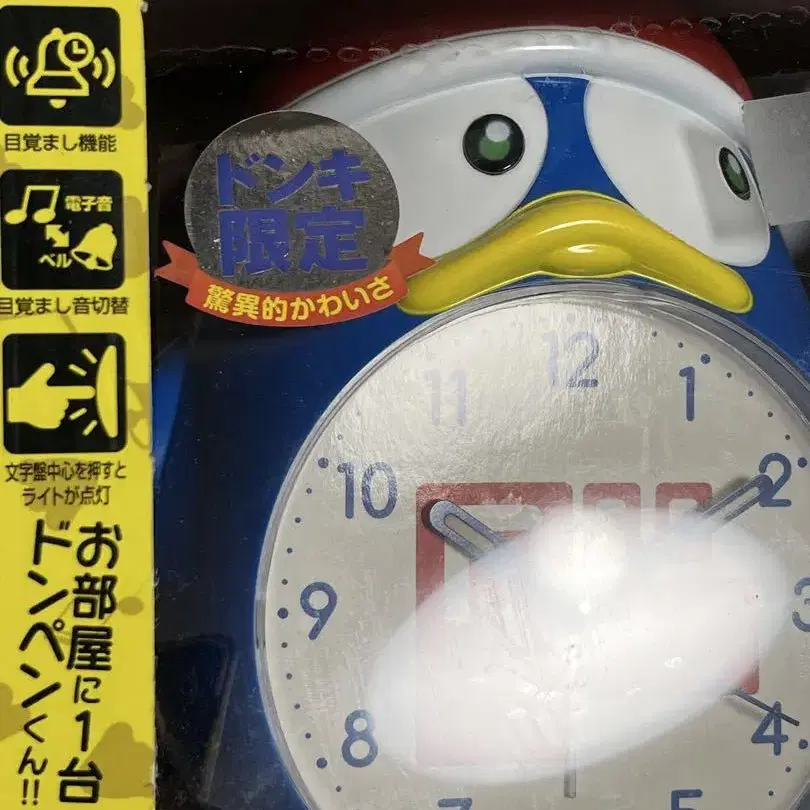 目覚まし機能
電子音
ベル
目覚まし音切替
文字盤中心を押すと
ライトが点灯
お部屋に1台
ドンペンくん!!
ドンキ
限定
驚異的かわいさ
12
11
1
10
2
9
3
8
4
7
5